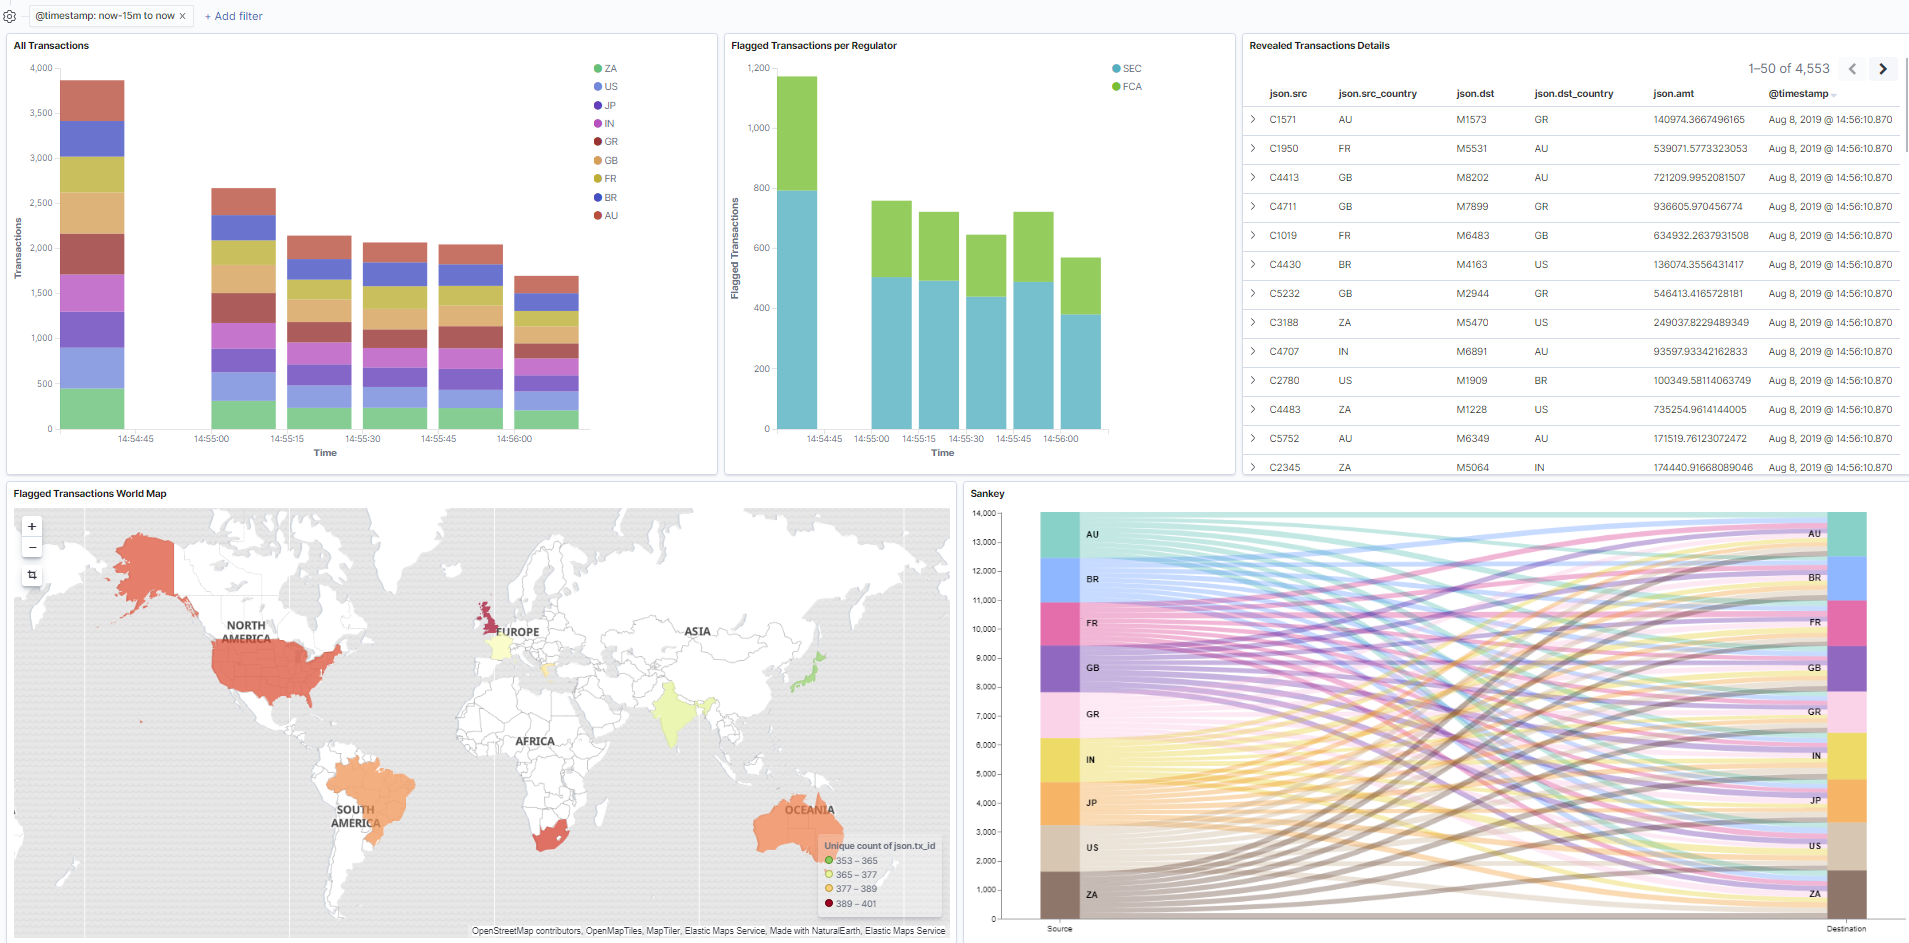 @timestamp: now-15m to now ×
+ Add filter
All Transactions
4,000
3,500
3,000
2,500
2,000
1,500
1,000
500
0
Transactions
14:54:45
14:55:00
14:55:15
14:55:30
14:55:45
14:56:00
Time
ZA
US
JP
IN
GR
GB
FR
BR
AU
Flagged Transactions per Regulator
1,200
1,000
800
600
400
200
0
Flagged Transactions
14:54:45
14:55:00
14:55:15
14:55:30
14:55:45
14:56:00
Time
SEC
FCA
Revealed Transactions Details
1–50 of 4,553
json.src json.src_country json.dst json.dst_country json.amt @timestamp
C1571 AU M1573 GR 140974.3667496165 Aug 8, 2019 @ 14:56:10.870
C1950 FR M5531 AU 539071.5773323053 Aug 8, 2019 @ 14:56:10.870
C4413 GB M8202 AU 721209.9952081507 Aug 8, 2019 @ 14:56:10.870
C4711 GB M7899 GR 936605.970456774 Aug 8, 2019 @ 14:56:10.870
C1019 FR M6483 GB 634932.2637931508 Aug 8, 2019 @ 14:56:10.870
C4430 BR M4163 US 136074.3556431417 Aug 8, 2019 @ 14:56:10.870
C5232 GB M2944 GR 546413.4165728181 Aug 8, 2019 @ 14:56:10.870
C3188 ZA M5470 US 249037.8229489349 Aug 8, 2019 @ 14:56:10.870
C4707 IN M6891 AU 93597.93342162833 Aug 8, 2019 @ 14:56:10.870
C2780 US M1909 BR 100349.58114063749 Aug 8, 2019 @ 14:56:10.870
C4483 ZA M1228 US 735254.9614144005 Aug 8, 2019 @ 14:56:10.870
C5752 AU M6349 AU 171519.76123072472 Aug 8, 2019 @ 14:56:10.870
C2345 ZA M5064 IN 174440.91668089046 Aug 8, 2019 @ 14:56:10.870
Flagged Transactions World Map
+
−
NORTH
AMERICA
EUROPE
ASIA
AFRICA
SOUTH
AMERICA
OCEANIA
Unique count of json.tx_id
353 – 365
365 – 377
377 – 389
389 – 401
OpenStreetMap contributors, OpenMapTiles, MapTiler, Elastic Maps Service, Made with NaturalEarth, Elastic Maps Service
Sankey
14,000
13,000
12,000
11,000
10,000
9,000
8,000
7,000
6,000
5,000
4,000
3,000
2,000
1,000
0
AU
BR
FR
GB
GR
IN
JP
US
ZA
Source
AU
BR
FR
GB
GR
IN
JP
US
ZA
Destination